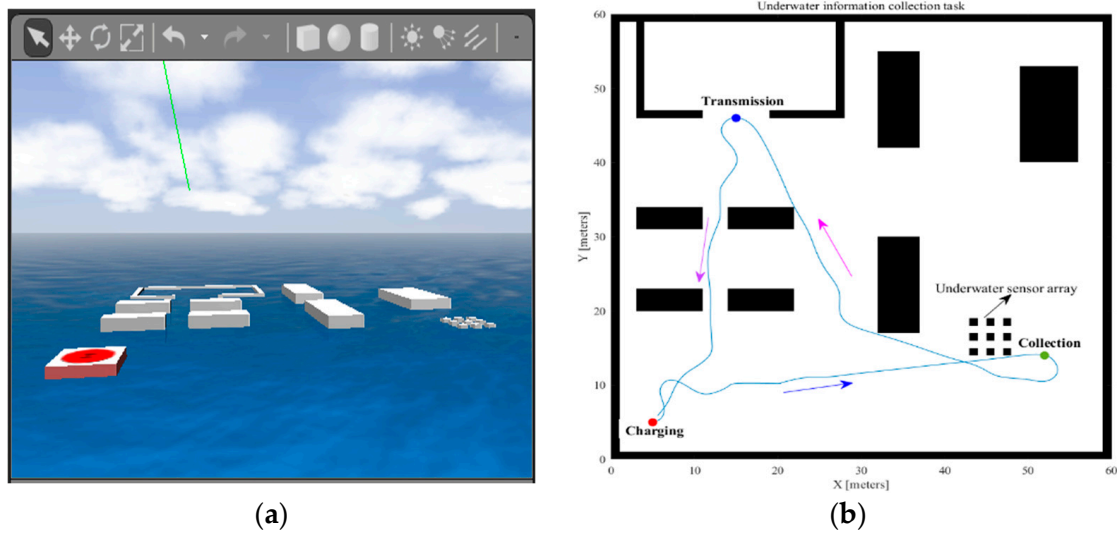 Underwater information collection task
60
50
40
30
20
10
0
Y [meters]
Transmission
Underwater sensor array
Collection
Charging
0 10 20 30 40 50 60
X [meters]
(a) (b)